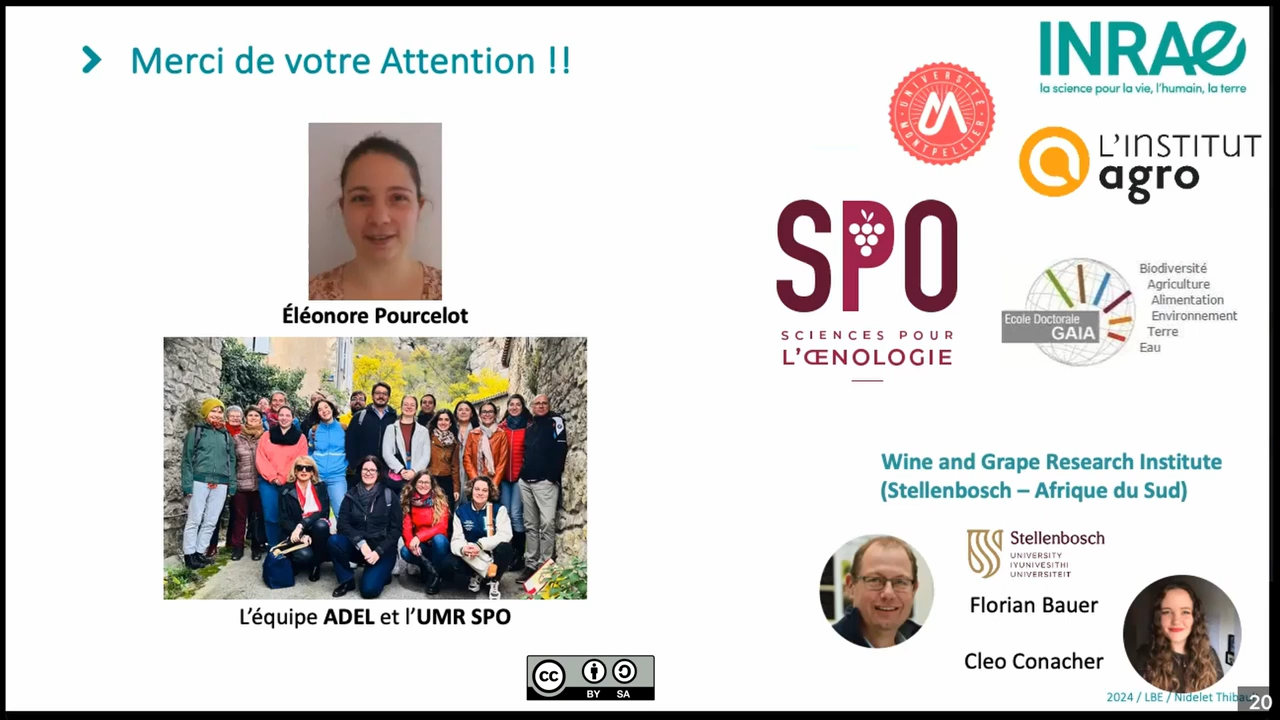 Merci de votre Attention !!
INRAE
la science pour la vie, l'humain, la terre
UNIVERSITÉ
MONTPELLIER
L'INSTITUT
agro
SPO
SCIENCES POUR
L'ŒNOLOGIE
Ecole Doctorale
GAIA
Biodiversité
Agriculture
Alimentation
Environnement
Terre
Eau
Éléonore Pourcelot
L'équipe ADEL et l'UMR SPO
Wine and Grape Research Institute
(Stellenbosch – Afrique du Sud)
Stellenbosch
UNIVERSITY
IYUNIVESITHI
UNIVERSITEIT
Florian Bauer
Cleo Conacher
cc
BY SA
2024 / LBE / Nidelet
20